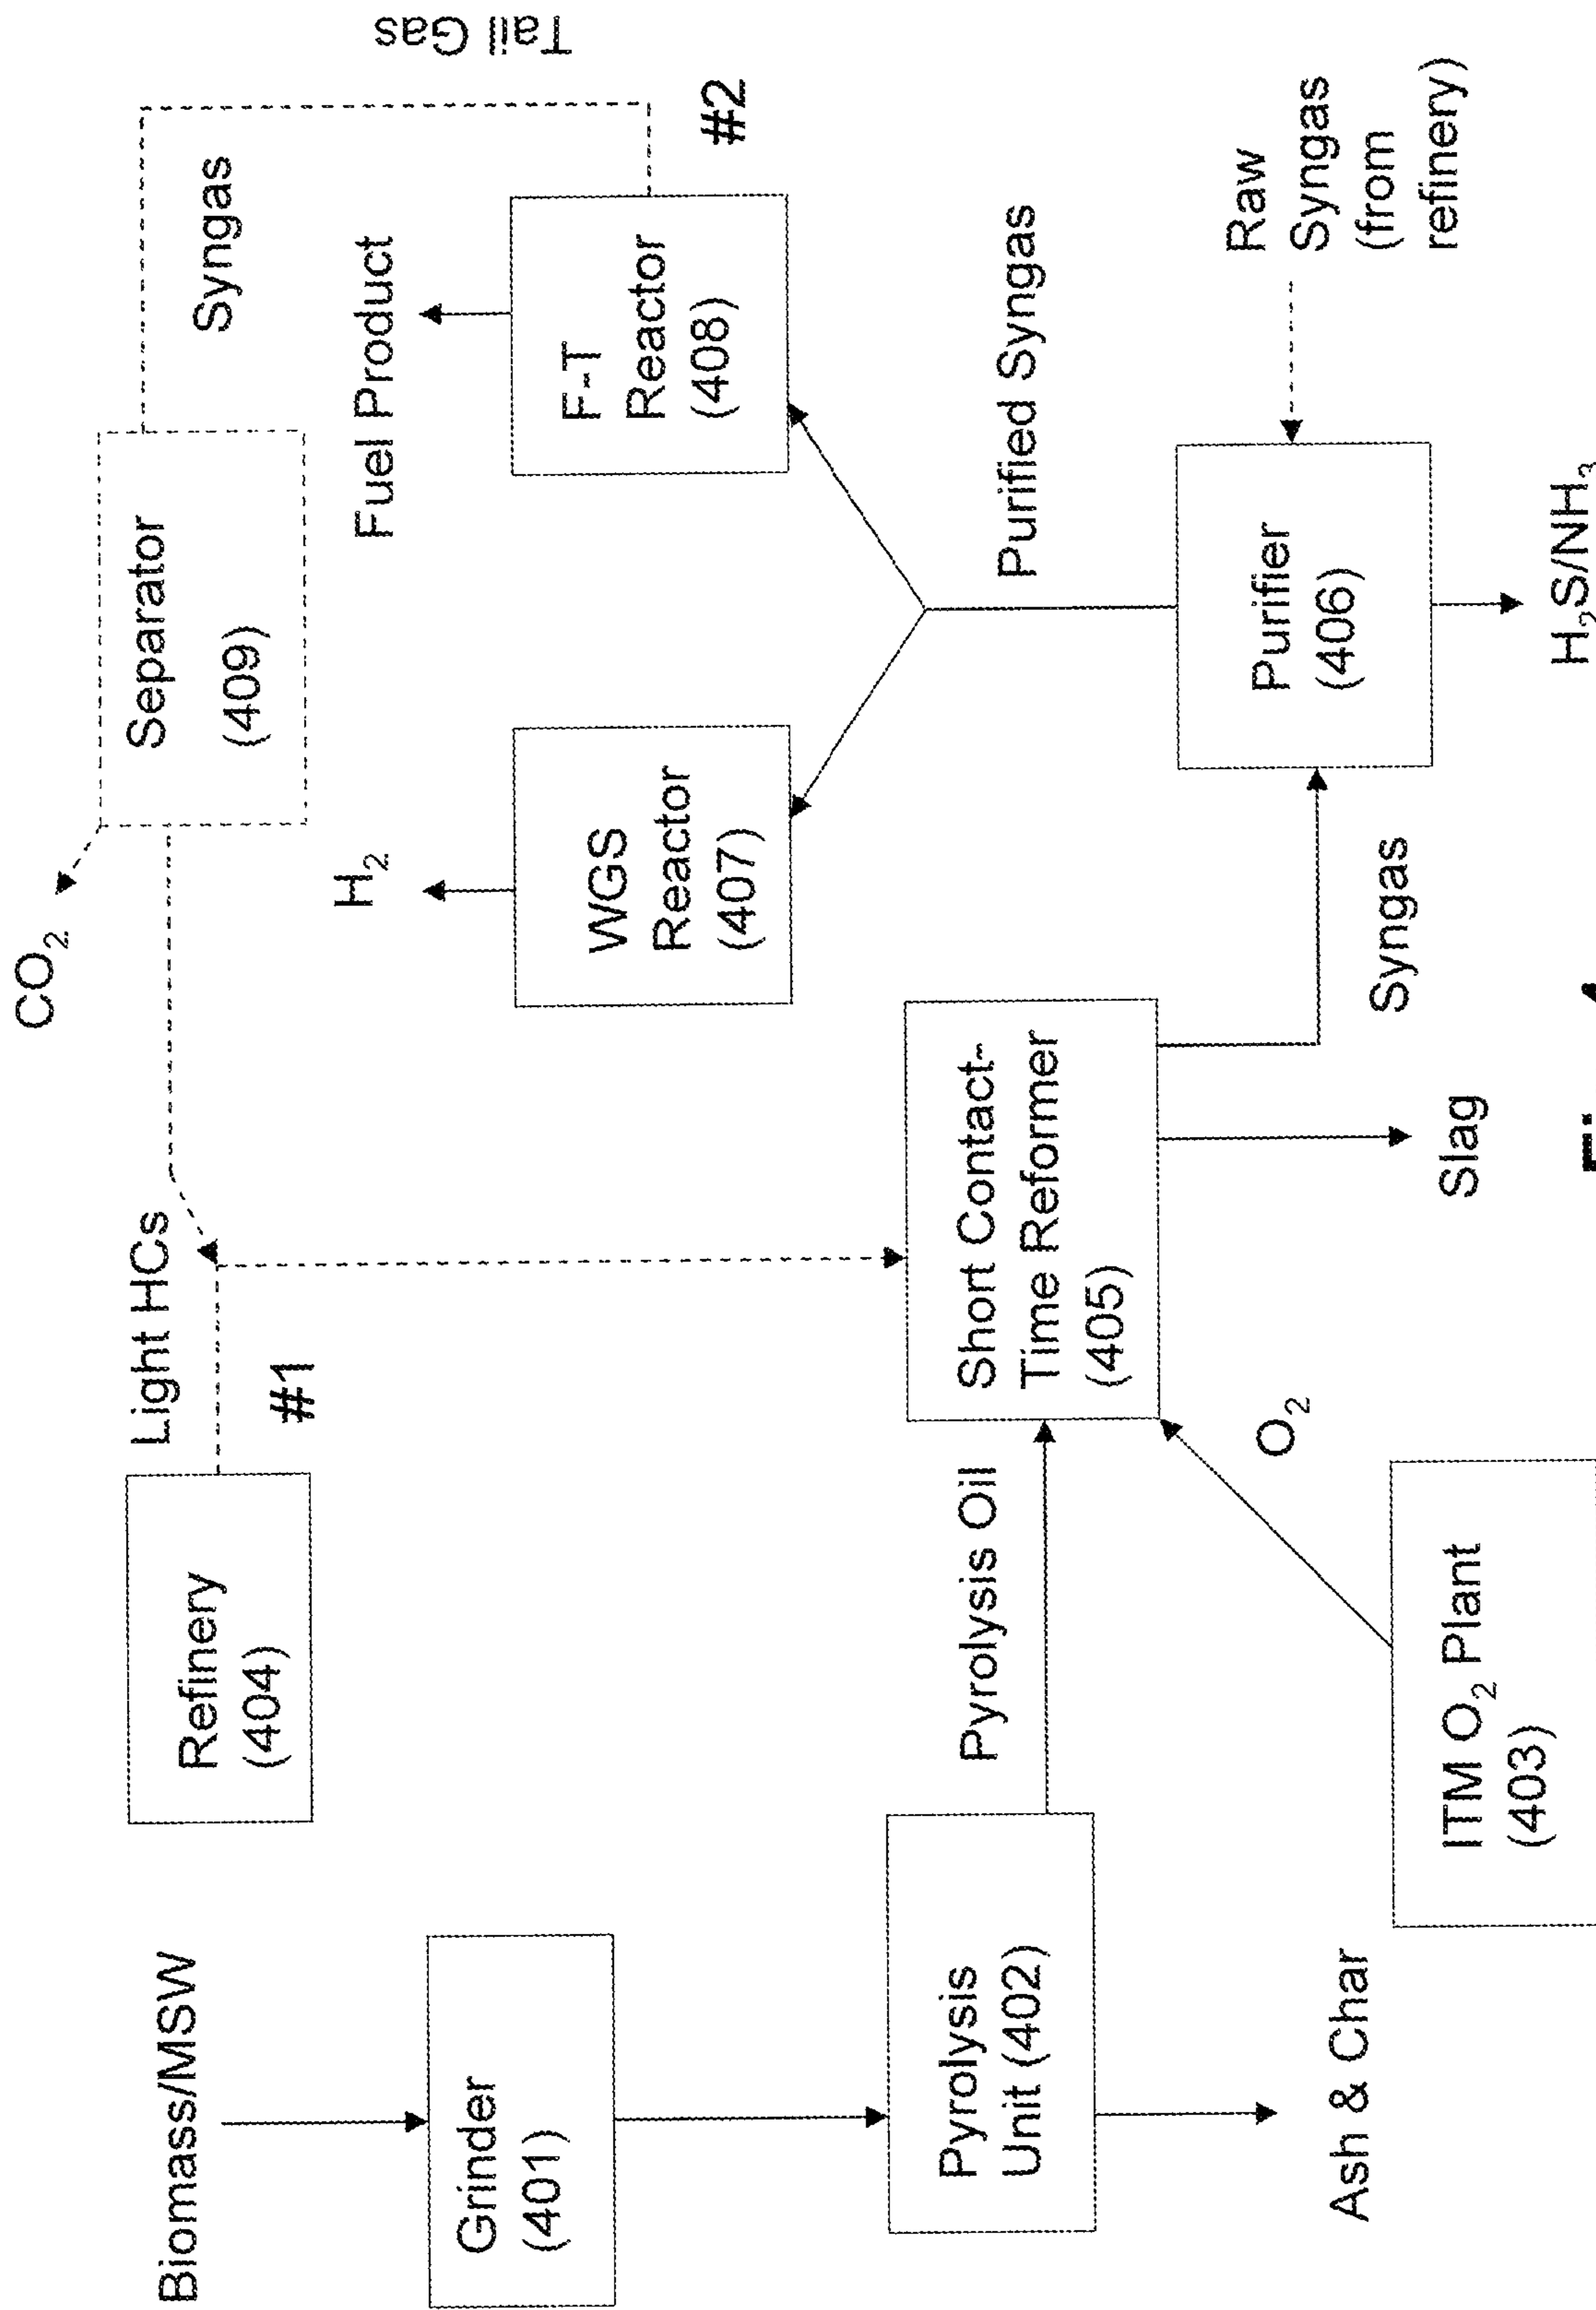 Biomass/MSW
Grinder
(401)
Pyrolysis
Unit (402)
Ash & Char
Refinery
(404)
Light HCs
#1
Pyrolysis Oil
ITM O₂ Plant
(403)
O₂
Short Contact-
Time Reformer
(405)
Slag
Syngas
CO₂
Separator
(409)
Syngas
Tail Gas
H₂
WGS
Reactor
(407)
Fuel Product
F-T
Reactor
(408)
#2
Purified Syngas
Purifier
(406)
Raw
Syngas
(from
refinery)
H₂S/NH₃